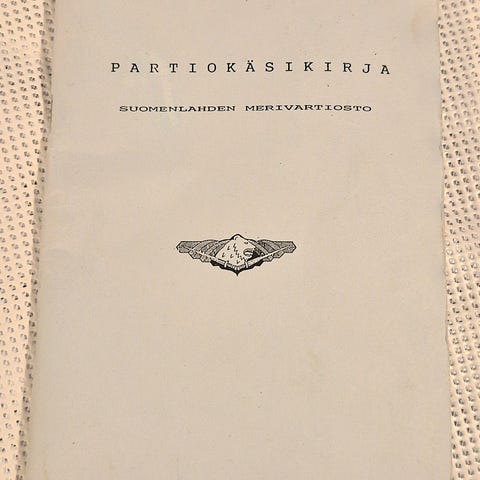 PARTIOKÄSIKIRJA
SUOMENLAHDEN MERIVARTIOSTO